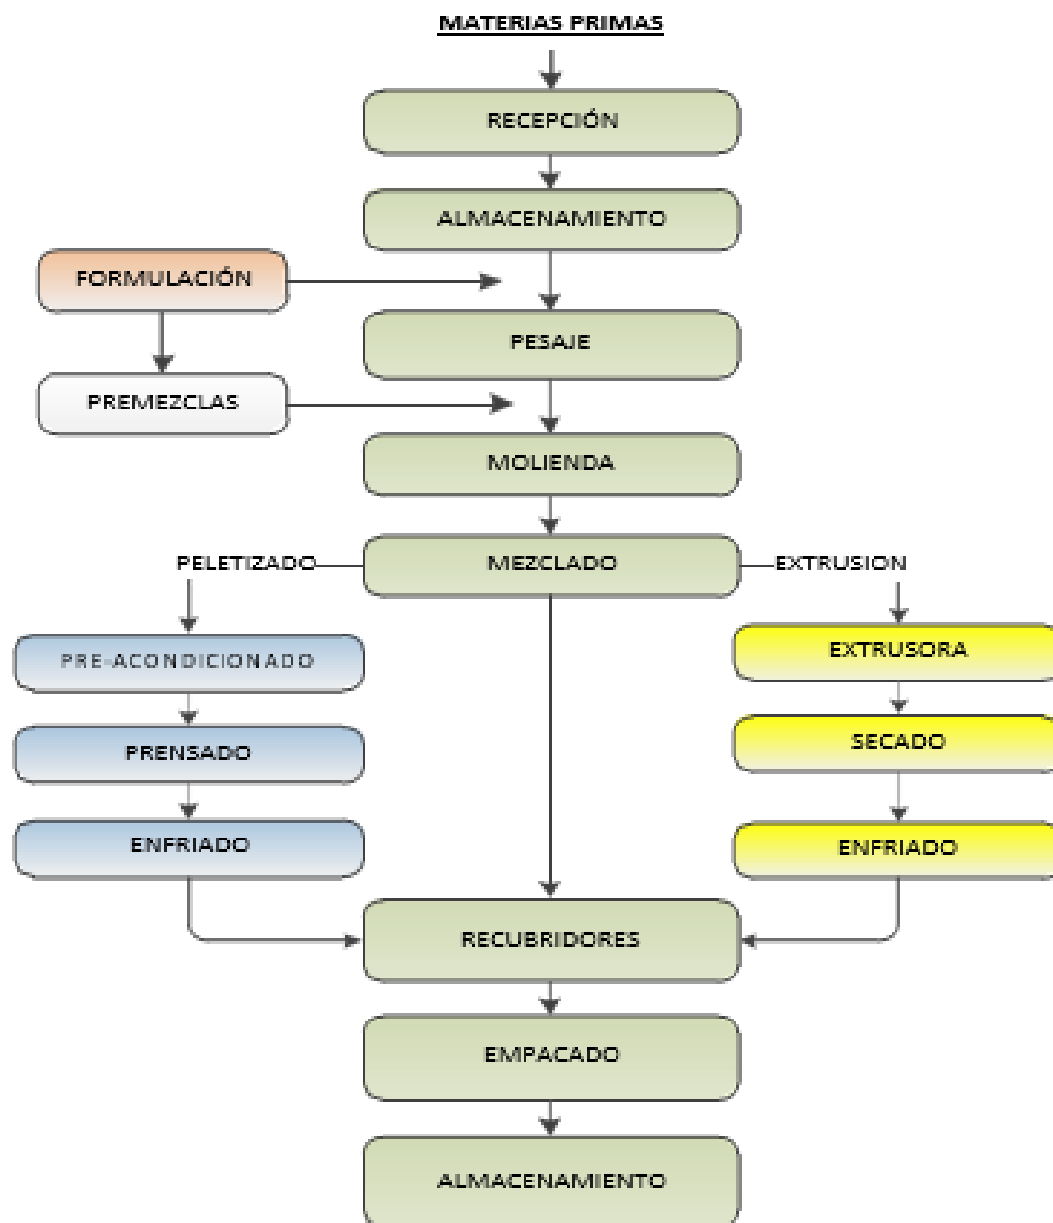 MATERIAS PRIMAS
RECEPCIÓN
ALMACENAMIENTO
FORMULACIÓN
PESAJE
PREMEZCLAS
MOLIENDA
PELETIZADO
MEZCLADO
EXTRUSION
PRE-ACONDICIONADO
EXTRUSORA
PRENSADO
SECADO
ENFRIADO
ENFRIADO
RECUBRIDORES
EMPACADO
ALMACENAMIENTO